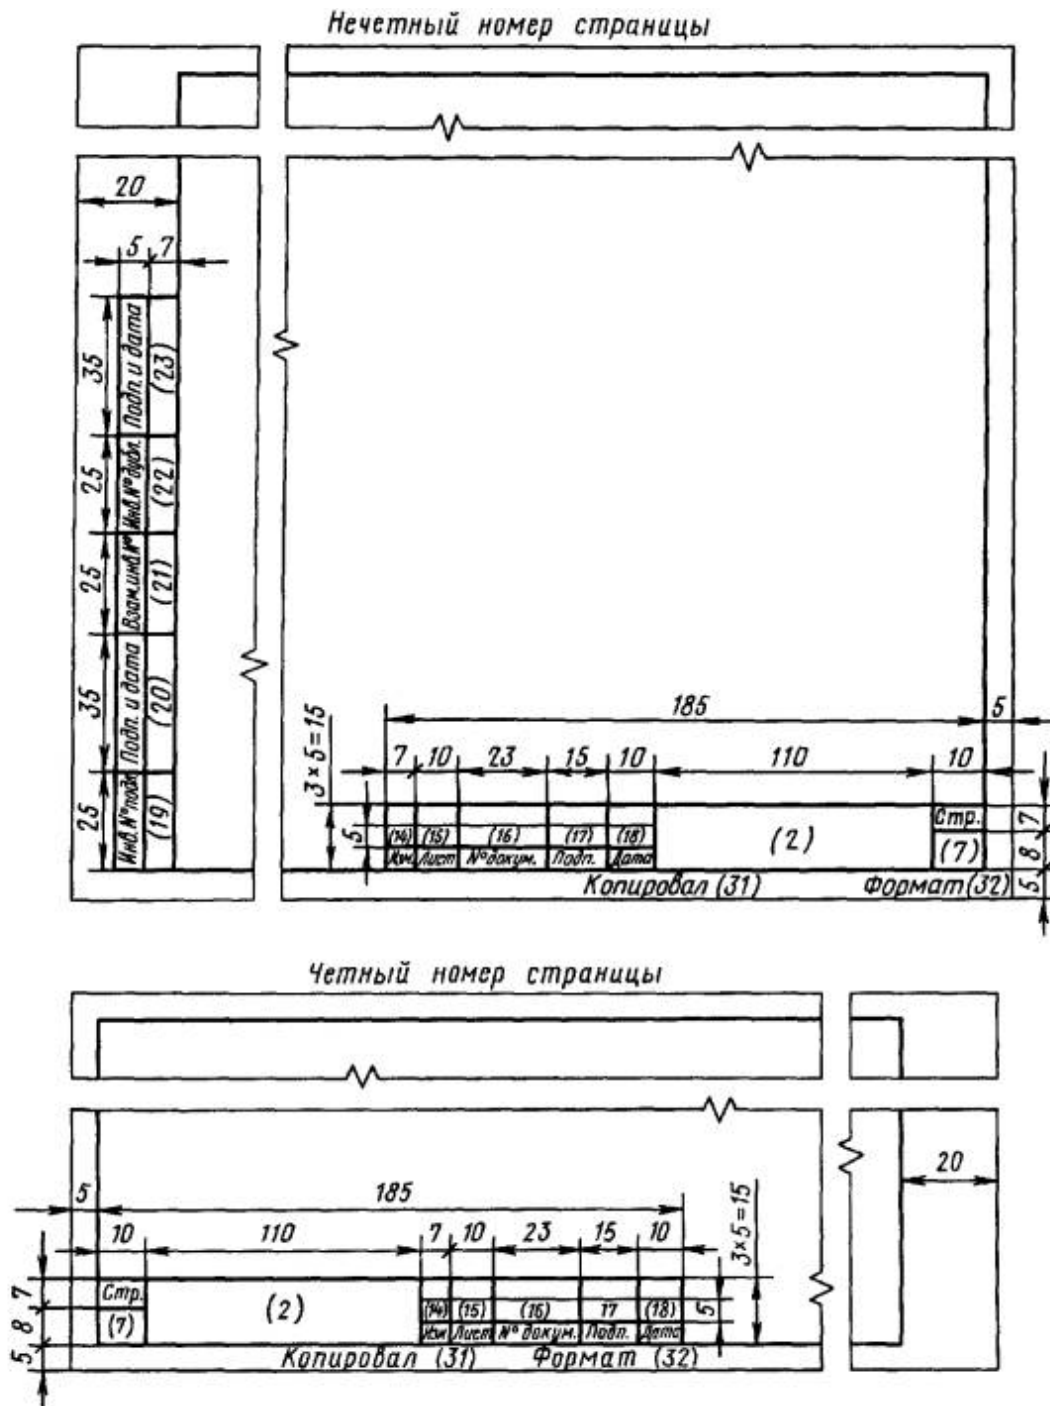 Нечетный номер страницы
20
5 7
35 Подп. и дата (23)
25 Инв.№ дубл. (22)
25 Взам.инв.№ (21)
35 Подп. и дата (20)
25 Инв.№ подл (19)
185 5
3×5=15
7 10 23 15 10 110 10
5
Стр. 7
(14) (15) (16) (17) (18) (2)
Изм. Лист № докум. Подп. Дата (7) 8
Копировал (31) Формат (32) 5
Четный номер страницы
20
5 185
3×5=15
10 110 7 10 23 15 10
7 Стр.
(2) (14) (15) (16) 17 (18) 5
8 (7) Изм Лист № докум. Подп. Дата
5 Копировал (31) Формат (32)